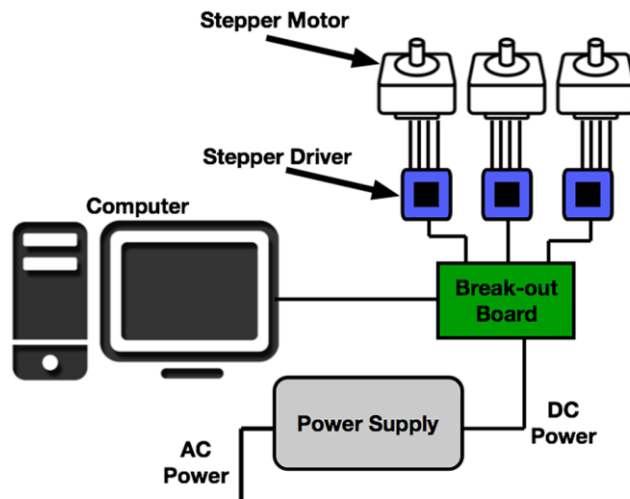 Stepper Motor
Stepper Driver
Computer
Break-out
Board
Power Supply
DC
Power
AC
Power